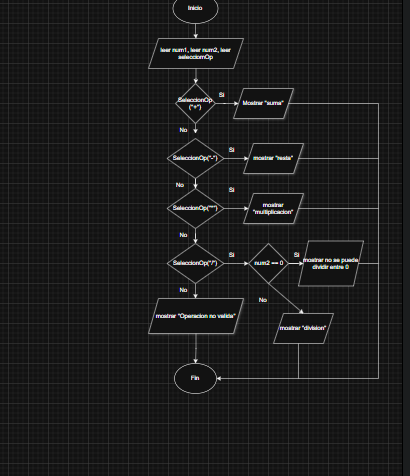 Inicio
leer num1, leer num2, leer
seleccionOp
SeleccionOp
("+")
Si
Mostrar "suma"
No
SeleccionOp("-")
Si
mostrar "resta"
No
SeleccionOp("*")
Si
mostrar
"multiplicacion"
No
SeleccionOp("/")
Si
num2 == 0
Si
mostrar no se puede
dividir entre 0
No
No
mostrar "Operacion no valida"
mostrar "division"
Fin